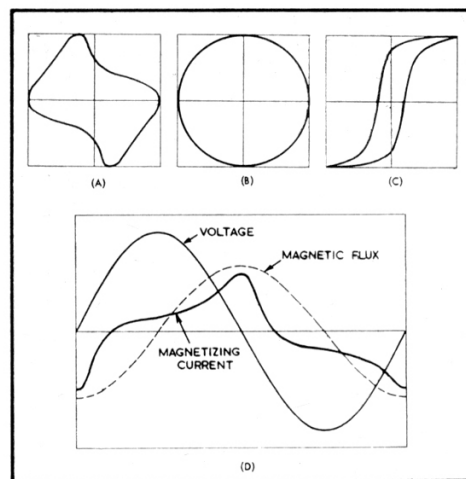 (A)
(B)
(C)
VOLTAGE
MAGNETIC FLUX
MAGNETIZING
CURRENT
(D)